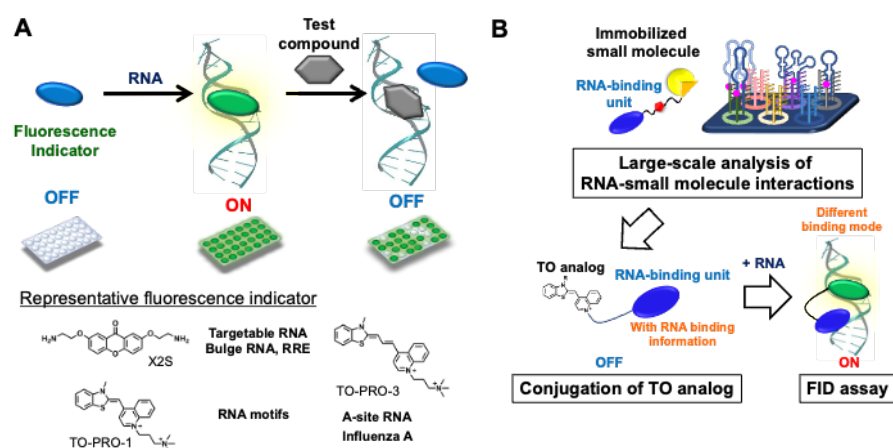 A
Test
compound
RNA
Fluorescence
Indicator
OFF
ON
OFF
Representative fluorescence indicator
H2N
O
O
O
O
NH2
X2S
Targetable RNA
Bulge RNA, RRE
N
S
N+
N+
TO-PRO-3
N
S
N+
N+
TO-PRO-1
RNA motifs
A-site RNA
Influenza A
B
Immobilized
small molecule
RNA-binding
unit
Large-scale analysis of
RNA-small molecule interactions
Different
binding mode
TO analog
RNA-binding unit
+ RNA
With RNA binding
information
OFF
ON
Conjugation of TO analog
FID assay